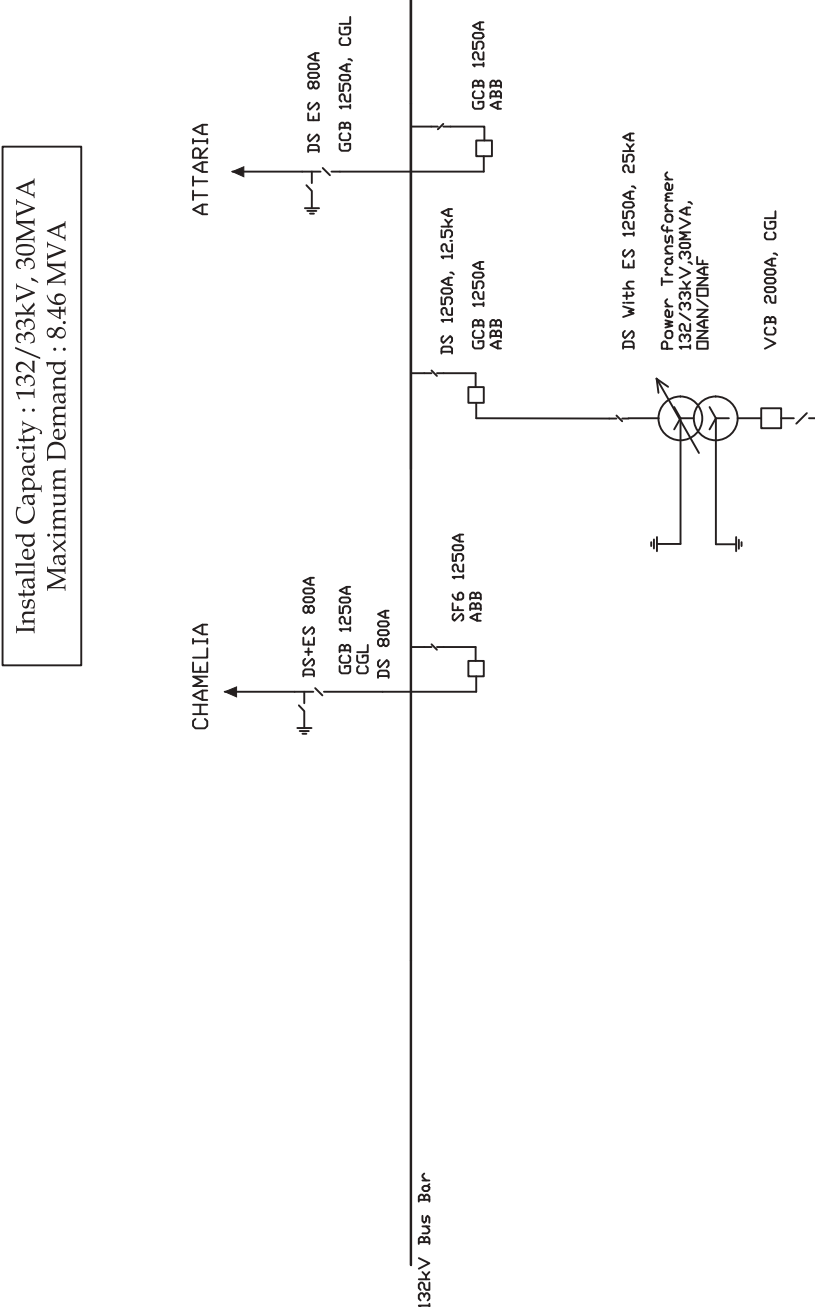 Installed Capacity : 132/33kV, 30MVA
Maximum Demand : 8.46 MVA
CHAMELIA
DS+ES 800A
GCB 1250A
CGL
DS 800A
SF6 1250A
ABB
ATTARIA
DS ES 800A
GCB 1250A, CGL
GCB 1250A
ABB
DS 1250A, 12.5kA
GCB 1250A
ABB
DS With ES 1250A, 25kA
Power Transformer
132/33kV,30MVA,
ONAN/ONAF
VCB 2000A, CGL
132kV Bus Bar